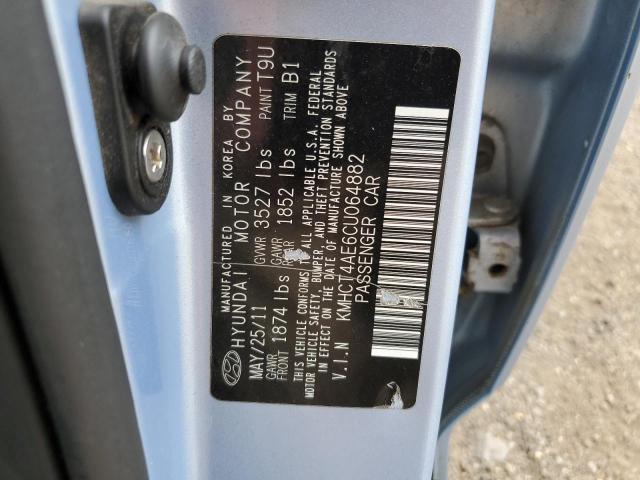 MANUFACTURED IN KOREA BY
HYUNDAI MOTOR COMPANY
MAY/25/11 GVWR 3527 lbs PAINT T9U
GAWR FRONT 1874 lbs GAWR REAR 1852 lbs TRIM B1
THIS VEHICLE CONFORMS TO ALL APPLICABLE U.S.A. FEDERAL
MOTOR VEHICLE SAFETY, BUMPER, AND THEFT PREVENTION STANDARDS
IN EFFECT ON THE DATE OF MANUFACTURE SHOWN ABOVE
V.I.N KMHCT4AE6CU064882
PASSENGER CAR